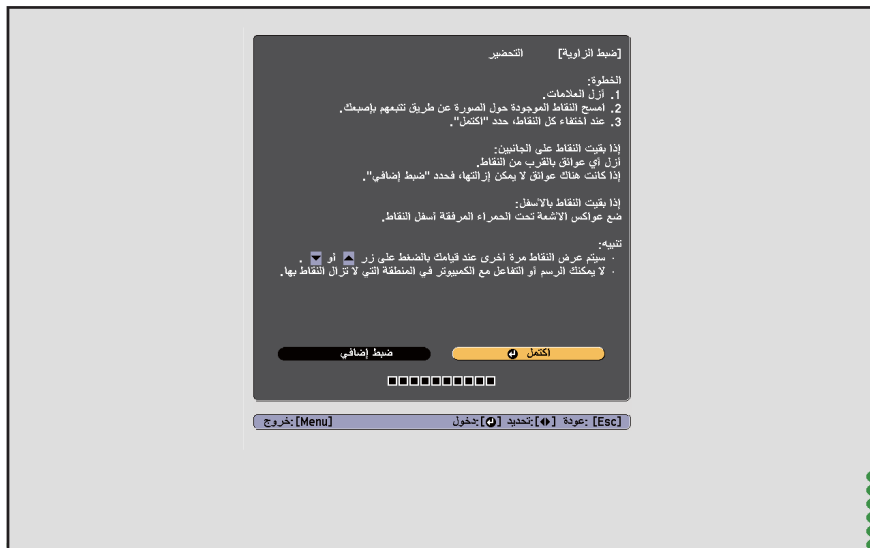 [ضبط الزاوية] التحضير
الخطوة:
1. أزل العلامات.
2. امسح النقاط الموجودة حول الصورة عن طريق تتبعهم بإصبعك.
3. عند اختفاء كل النقاط، حدد "اكتمل".
إذا بقيت النقاط على الجانبين:
أزل أي عوائق بالقرب من النقاط.
إذا كانت هناك عوائق لا يمكن إزالتها، فحدد "ضبط إضافي".
إذا بقيت النقاط بالأسفل:
ضع عواكس الأشعة تحت الحمراء المرفقة أسفل النقاط.
تنبيه:
· سيتم عرض النقاط مرة أخرى عند قيامك بالضغط على زر ▲ أو ▼ .
· لا يمكنك الرسم أو التفاعل مع الكمبيوتر في المنطقة التي لا تزال النقاط بها.
اكتمل ضبط إضافي
[Esc] :عودة [◆]:تحديد [↵]:دخول [Menu]:خروج